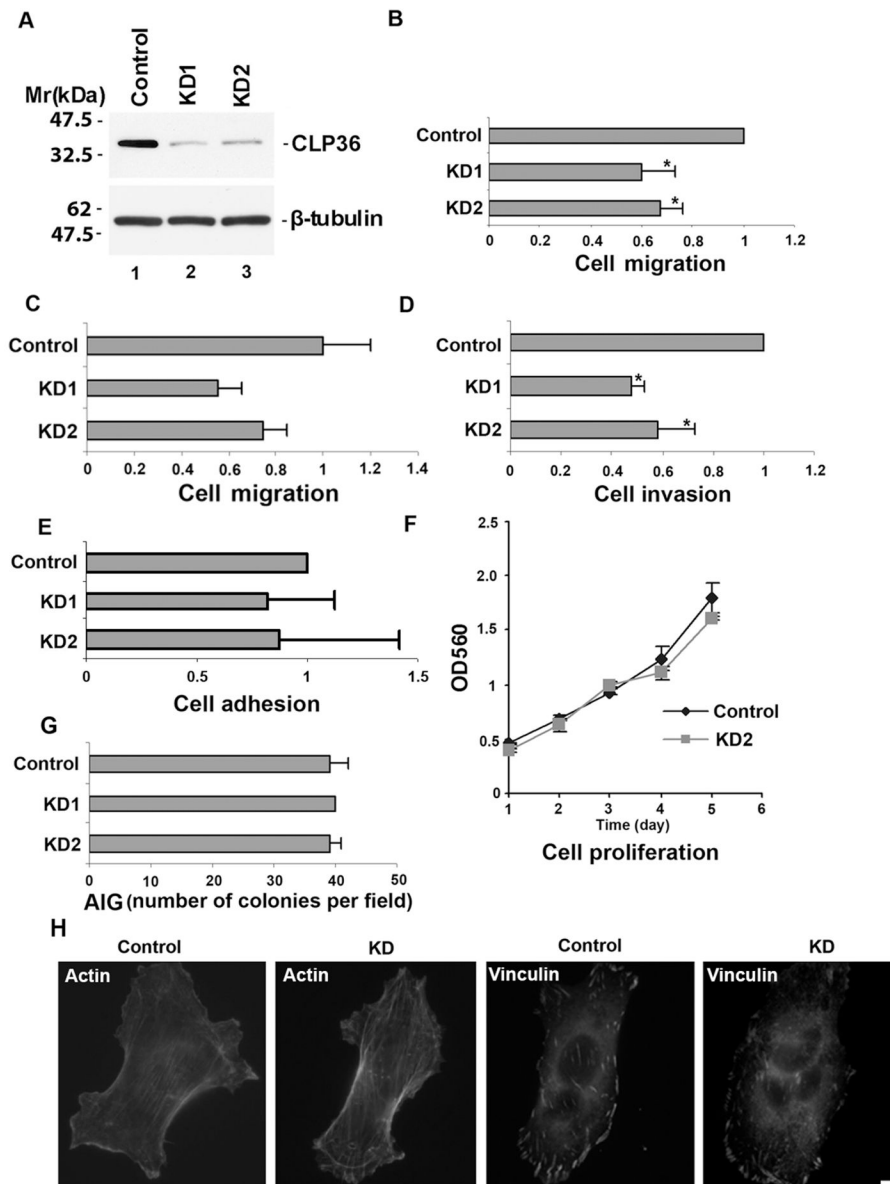 A
Mr(kDa)
Control
KD1
KD2
47.5 -
32.5 -
-CLP36
62 -
47.5 -
-β-tubulin
1 2 3
B
Control
KD1 *
KD2 *
0 0.2 0.4 0.6 0.8 1 1.2
Cell migration
C
Control
KD1
KD2
0 0.2 0.4 0.6 0.8 1 1.2 1.4
Cell migration
D
Control
KD1 *
KD2 *
0 0.2 0.4 0.6 0.8 1 1.2
Cell invasion
E
Control
KD1
KD2
0 0.5 1 1.5
Cell adhesion
F
2.5
2.0
1.5
1
0.5
0
OD560
Control
KD2
1 2 3 4 5 6
Time (day)
Cell proliferation
G
Control
KD1
KD2
0 10 20 30 40 50
AIG (number of colonies per field)
H
Control KD Control KD
Actin Actin Vinculin Vinculin